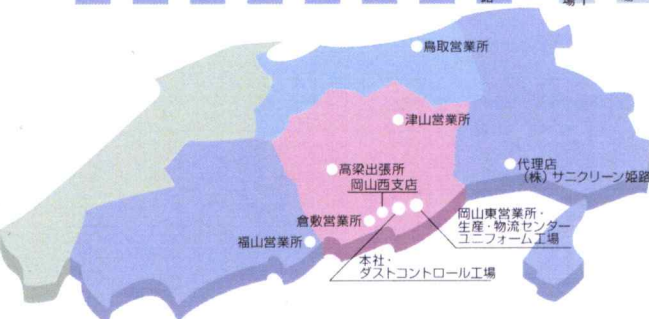 鳥取営業所
津山営業所
高梁出張所
岡山西支店
代理店
(株) サニクリーン姫路
倉敷営業所
岡山東営業所・
生産・物流センター
ユニフォーム工場
福山営業所
本社・
ダストコントロール工場